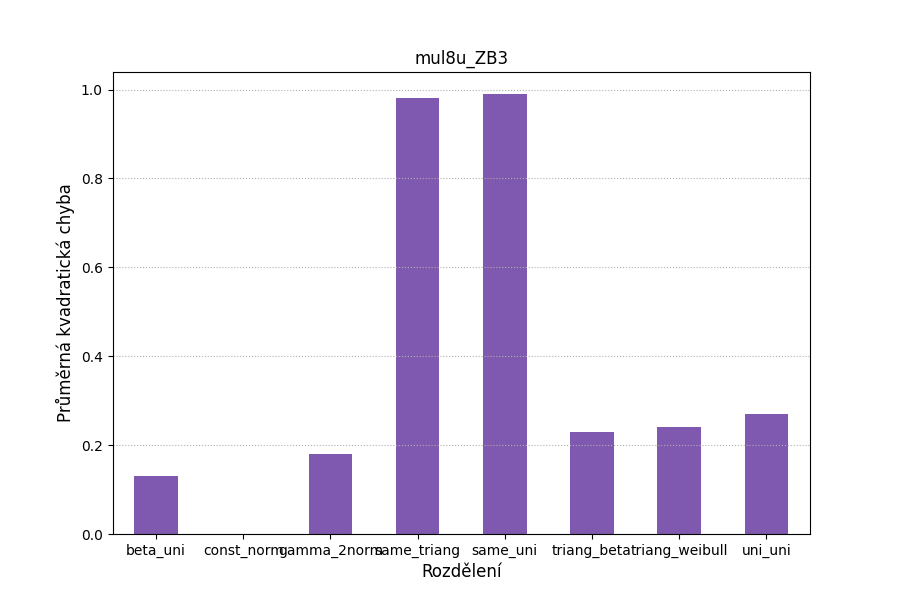 mul8u_ZB3
Průměrná kvadratická chyba
1.0
0.8
0.6
0.4
0.2
0.0
beta_uni const_norm gamma_2norm same_triang same_uni triang_beta triang_weibull uni_uni
Rozdělení